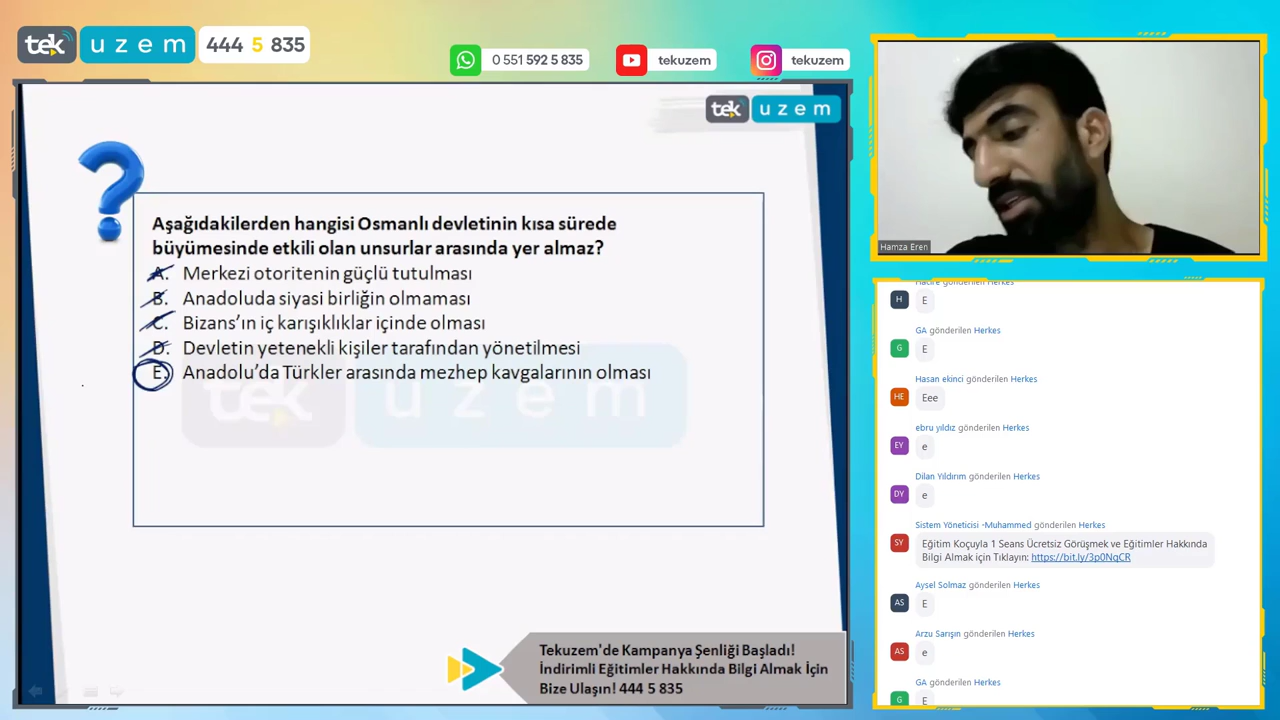 tek uzem 444 5 835
0 551 592 5 835
tekuzem
tekuzem
tek uzem
Aşağıdakilerden hangisi Osmanlı devletinin kısa sürede
büyümesinde etkili olan unsurlar arasında yer almaz?
A. Merkezi otoritenin güçlü tutulması
B. Anadoluda siyasi birliğin olmaması
C. Bizans'ın iç karışıklıklar içinde olması
D. Devletin yetenekli kişiler tarafından yönetilmesi
E. Anadolu'da Türkler arasında mezhep kavgalarının olması
tek uzem
Tekuzem'de Kampanya Şenliği Başladı!
İndirimli Eğitimler Hakkında Bilgi Almak İçin
Bize Ulaşın! 444 5 835
Hamza Eren
Hacire gönderilen Herkes
H E
GA gönderilen Herkes
G E
Hasan ekinci gönderilen Herkes
HE Eee
ebru yıldız gönderilen Herkes
EY e
Dilan Yıldırım gönderilen Herkes
DY e
Sistem Yöneticisi -Muhammed gönderilen Herkes
SY Eğitim Koçuyla 1 Seans Ücretsiz Görüşmek ve Eğitimler Hakkında
Bilgi Almak için Tıklayın: https://bit.ly/3p0NqCR
Aysel Solmaz gönderilen Herkes
AS E
Arzu Sarışın gönderilen Herkes
AS e
GA gönderilen Herkes
G E